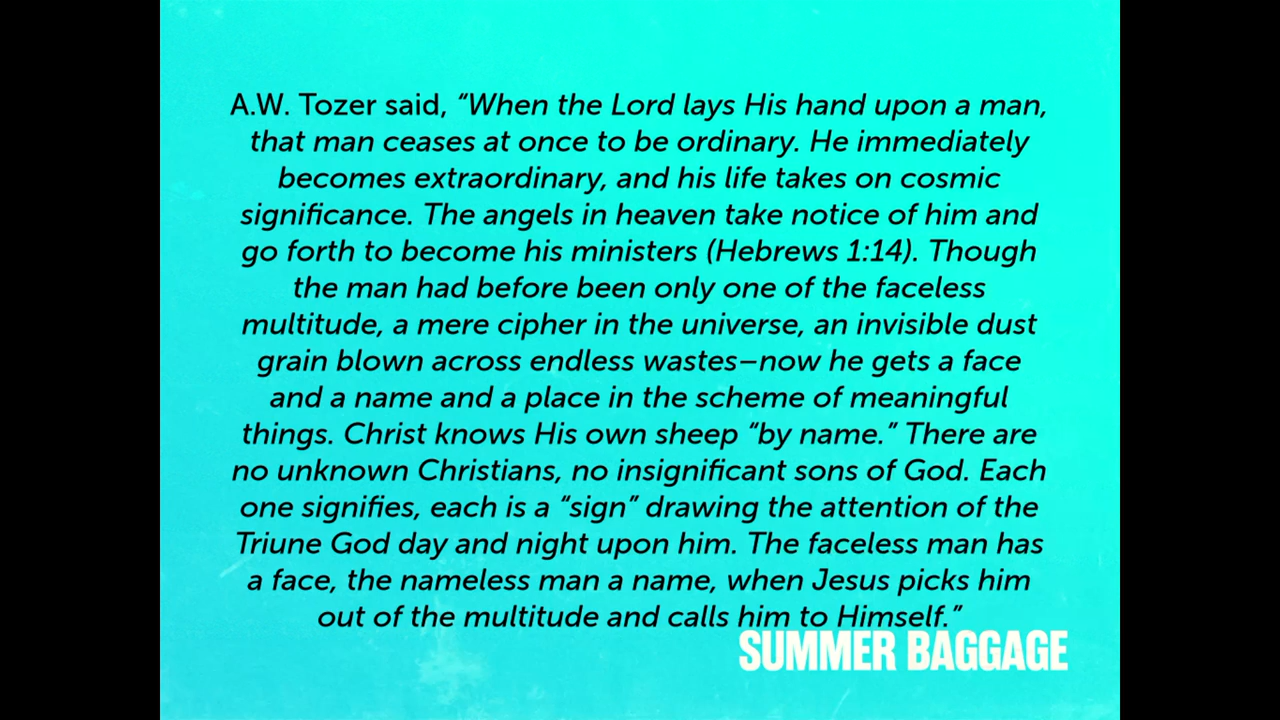 A.W. Tozer said, “When the Lord lays His hand upon a man,
that man ceases at once to be ordinary. He immediately
becomes extraordinary, and his life takes on cosmic
significance. The angels in heaven take notice of him and
go forth to become his ministers (Hebrews 1:14). Though
the man had before been only one of the faceless
multitude, a mere cipher in the universe, an invisible dust
grain blown across endless wastes–now he gets a face
and a name and a place in the scheme of meaningful
things. Christ knows His own sheep “by name.” There are
no unknown Christians, no insignificant sons of God. Each
one signifies, each is a “sign” drawing the attention of the
Triune God day and night upon him. The faceless man has
a face, the nameless man a name, when Jesus picks him
out of the multitude and calls him to Himself.”
SUMMER BAGGAGE